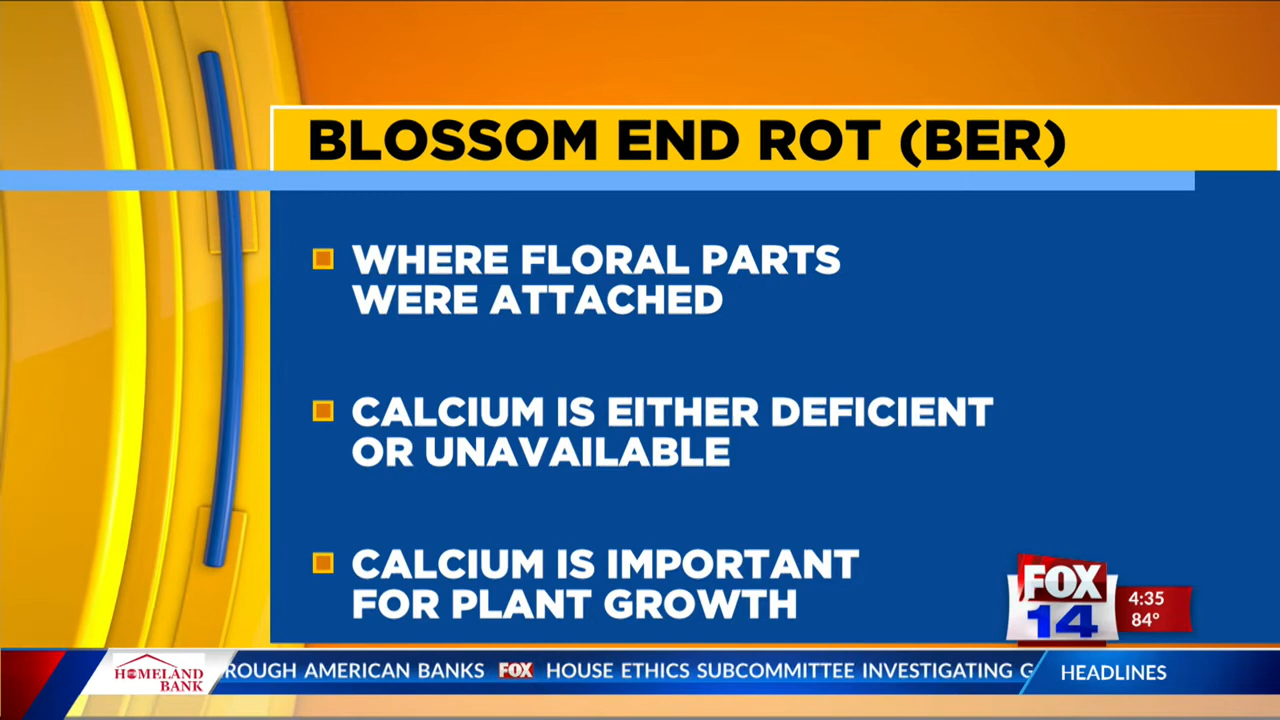 BLOSSOM END ROT (BER)
WHERE FLORAL PARTS
WERE ATTACHED
CALCIUM IS EITHER DEFICIENT
OR UNAVAILABLE
CALCIUM IS IMPORTANT
FOR PLANT GROWTH
FOX
14
4:35
84°
HOMELAND
BANK
ROUGH AMERICAN BANKS FOX HOUSE ETHICS SUBCOMMITTEE INVESTIGATING G
HEADLINES